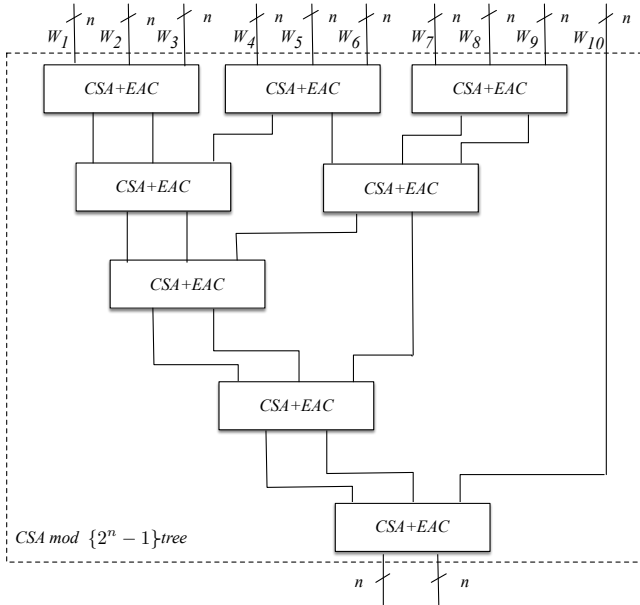 n n n n n n n n n n
W1 W2 W3 W4 W5 W6 W7 W8 W9 W10
CSA+EAC CSA+EAC CSA+EAC
CSA+EAC CSA+EAC
CSA+EAC
CSA+EAC
CSA+EAC
CSA mod {2^n − 1}-tree
n n